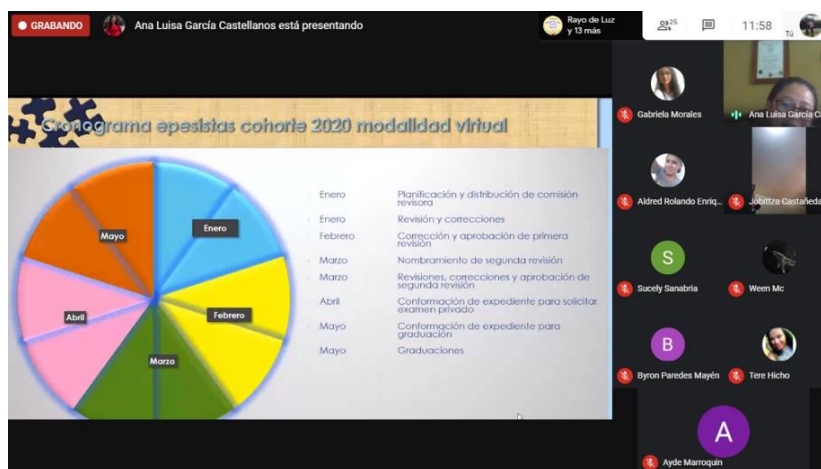 GRABANDO
Ana Luisa García Castellanos está presentando
Rayo de Luz
y 13 más
25
11:58
Tú
Cronograma epesistas cohorte 2020 modalidad virtual
Mayo
Enero
Abril
Febrero
Marzo
Enero Planificación y distribución de comisión
revisora
Enero Revisión y correcciones
Febrero Corrección y aprobación de primera
revisión
Marzo Nombramiento de segunda revisión
Marzo Revisiones, correcciones y aprobación de
segunda revisión
Abril Conformación de expediente para solicitar
examen privado
Mayo Conformación de expediente para
graduación
Mayo Graduaciones
Gabriela Morales
Ana Luisa García C
Aldred Rolando Enriq...
Jobittza Castañeda
S
Sucely Sanabria
Ween Mc
B
Byron Paredes Mayén
Tere Hicho
A
Ayde Marroquin